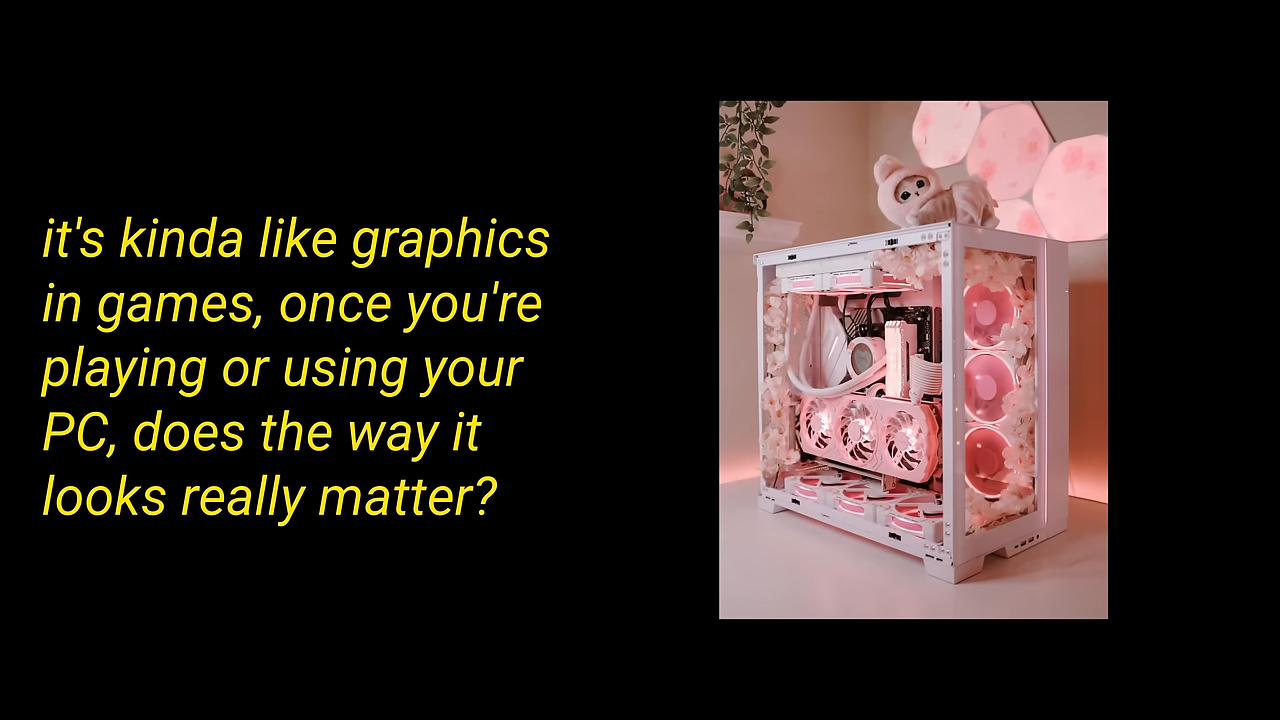 it's kinda like graphics
in games, once you're
playing or using your
PC, does the way it
looks really matter?